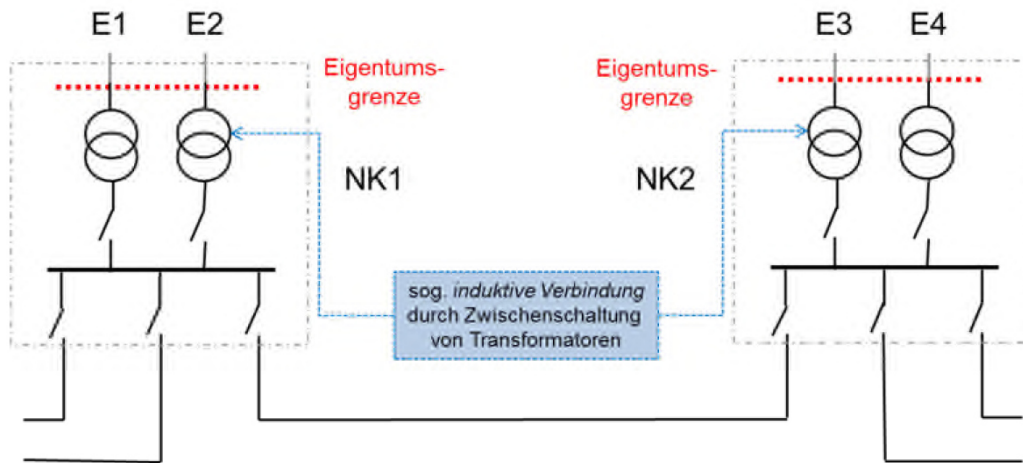 E1 E2
E3 E4
Eigentums-
grenze
Eigentums-
grenze
NK1
NK2
sog. induktive Verbindung
durch Zwischenschaltung
von Transformatoren